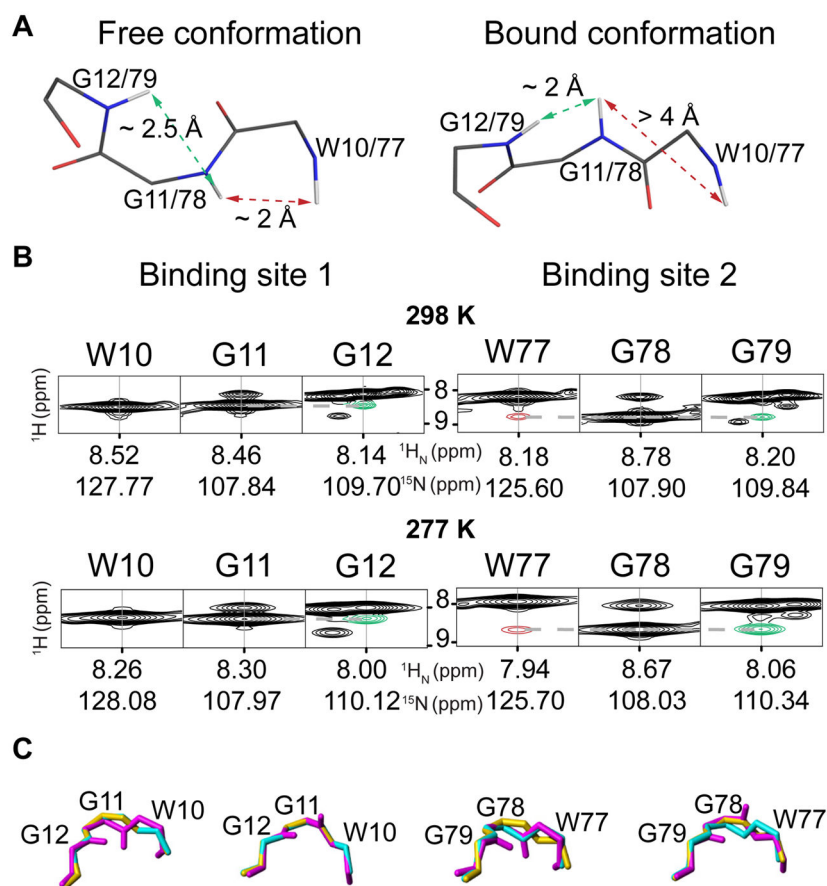 A
Free conformation
Bound conformation
G12/79
~ 2.5 Å
W10/77
G11/78
~ 2 Å
~ 2 Å
G12/79
> 4 Å
W10/77
G11/78
B
Binding site 1
Binding site 2
298 K
W10 G11 G12 W77 G78 G79
¹H (ppm)
8
9
8.52 8.46 8.14 ¹H_N (ppm) 8.18 8.78 8.20
127.77 107.84 109.70 ¹⁵N (ppm) 125.60 107.90 109.84
277 K
W10 G11 G12 W77 G78 G79
¹H (ppm)
8
9
8.26 8.30 8.00 ¹H_N (ppm) 7.94 8.67 8.06
128.08 107.97 110.12 ¹⁵N (ppm) 125.70 108.03 110.34
C
G11 W10 G12
G11 G12 W10
G78 W77 G79
G78 W77 G79